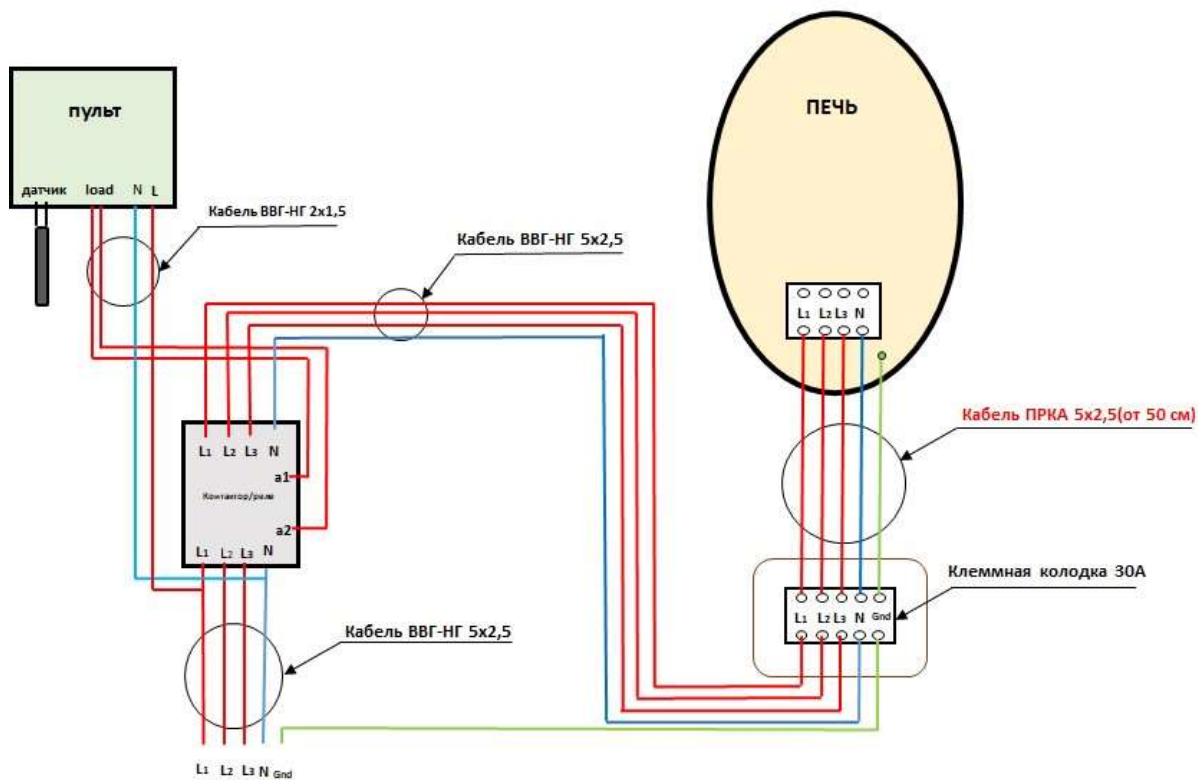 пульт
датчик load N L
Кабель ВВГ-НГ 2х1,5
Кабель ВВГ-НГ 5х2,5
ПЕЧЬ
L1 L2 L3 N
Кабель ПРКА 5х2,5(от 50 см)
L1 L2 L3 N
a1
Контактор/реле
a2
L1 L2 L3 N
Клеммная колодка 30А
L1 L2 L3 N Gnd
Кабель ВВГ-НГ 5х2,5
L1 L2 L3 N Gnd